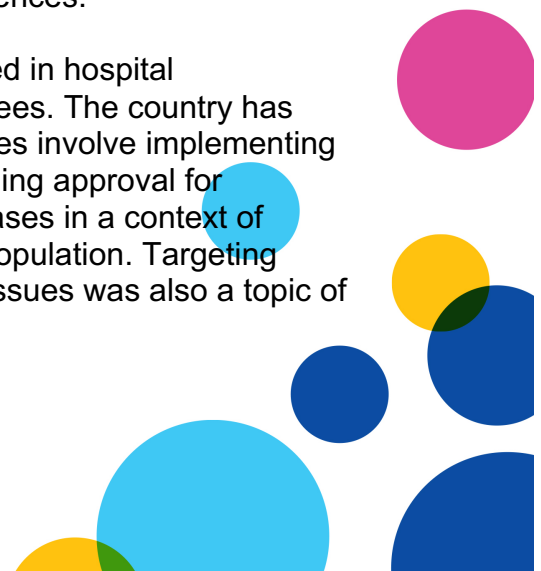 ences.
ed in hospital
ees. The country has
es involve implementing
ing approval for
ases in a context of
opulation. Targeting
ssues was also a topic of